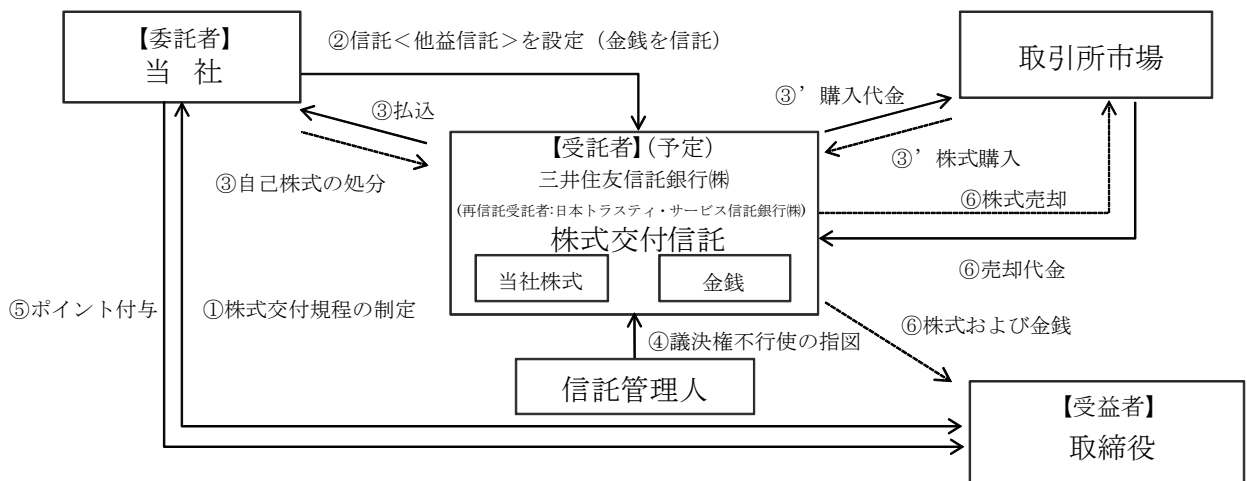 【委託者】
当 社
②信託＜他益信託＞を設定（金銭を信託）
取引所市場
③払込
③’購入代金
【受託者】(予定)
三井住友信託銀行㈱
(再信託受託者:日本トラスティ・サービス信託銀行㈱)
株式交付信託
当社株式
金銭
③自己株式の処分
③’株式購入
⑥株式売却
⑥売却代金
⑤ポイント付与
①株式交付規程の制定
④議決権不行使の指図
⑥株式および金銭
信託管理人
【受益者】
取締役